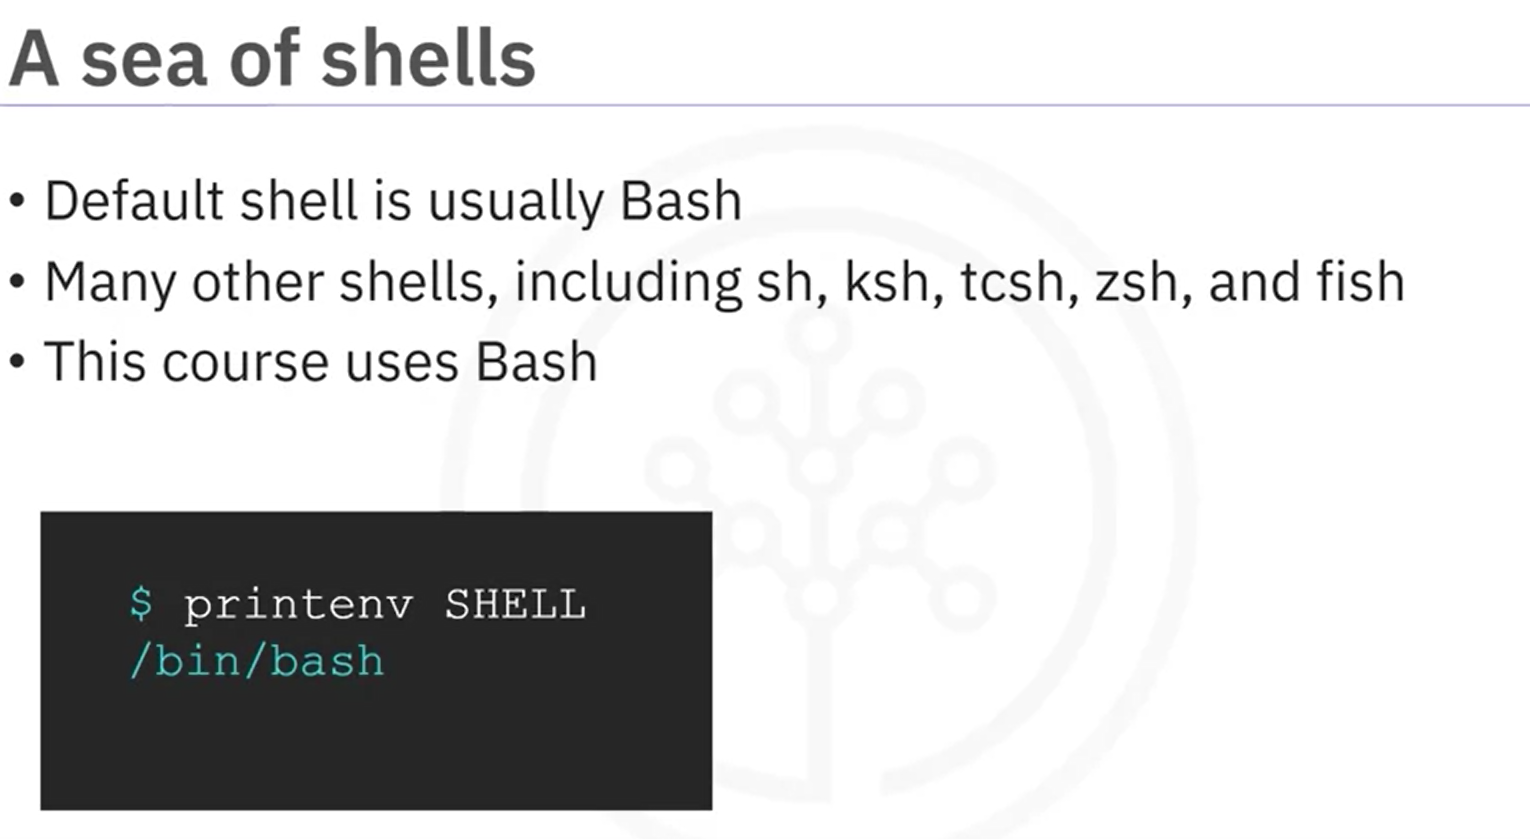 A sea of shells
• Default shell is usually Bash
• Many other shells, including sh, ksh, tcsh, zsh, and fish
• This course uses Bash
$ printenv SHELL
/bin/bash